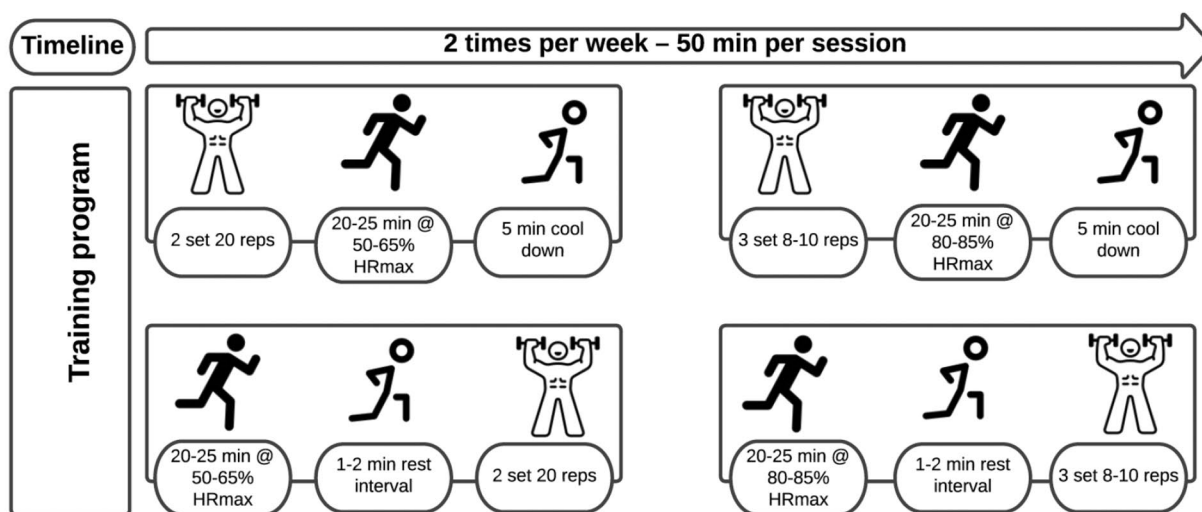 Timeline
2 times per week – 50 min per session
Training program
2 set 20 reps
20-25 min @
50-65%
HRmax
5 min cool
down
3 set 8-10 reps
20-25 min @
80-85%
HRmax
5 min cool
down
20-25 min @
50-65%
HRmax
1-2 min rest
interval
2 set 20 reps
20-25 min @
80-85%
HRmax
1-2 min rest
interval
3 set 8-10 reps